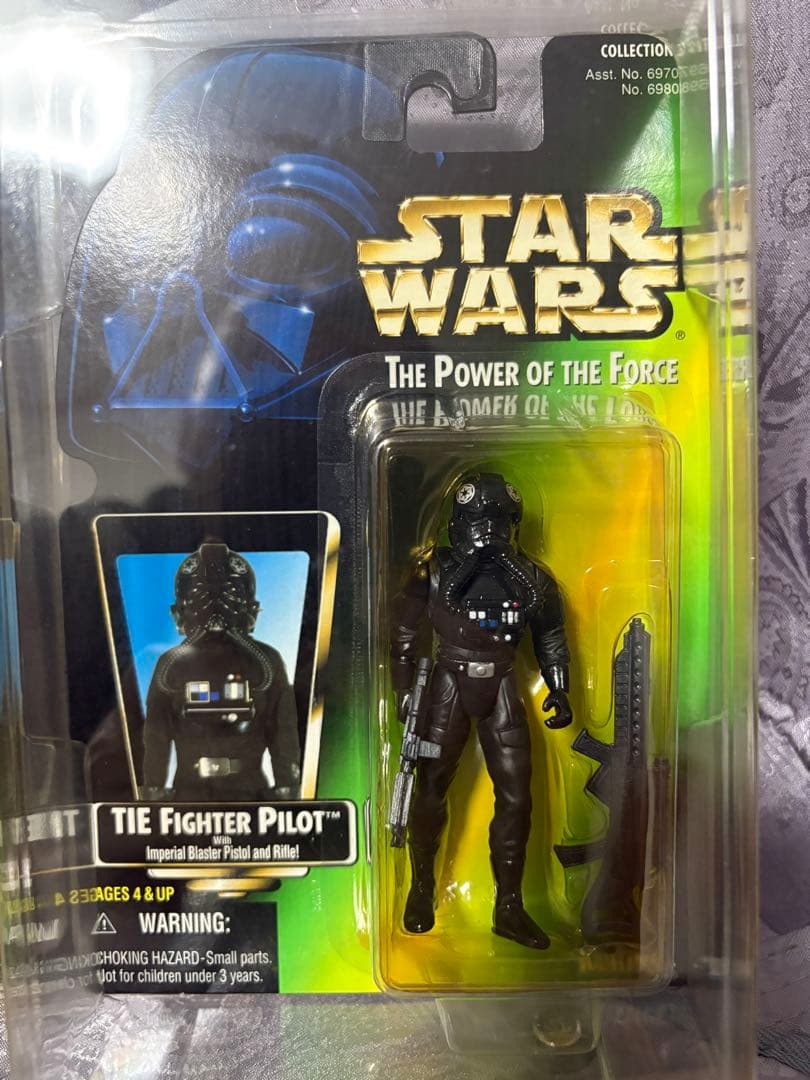 COLLECTION
Asst. No. 6970
No. 6980
STAR
WARS®
THE POWER OF THE FORCE
TIE FIGHTER PILOT™
With
Imperial Blaster Pistol and Rifle!
AGES 4 & UP
⚠ WARNING:
CHOKING HAZARD-Small parts.
Not for children under 3 years.